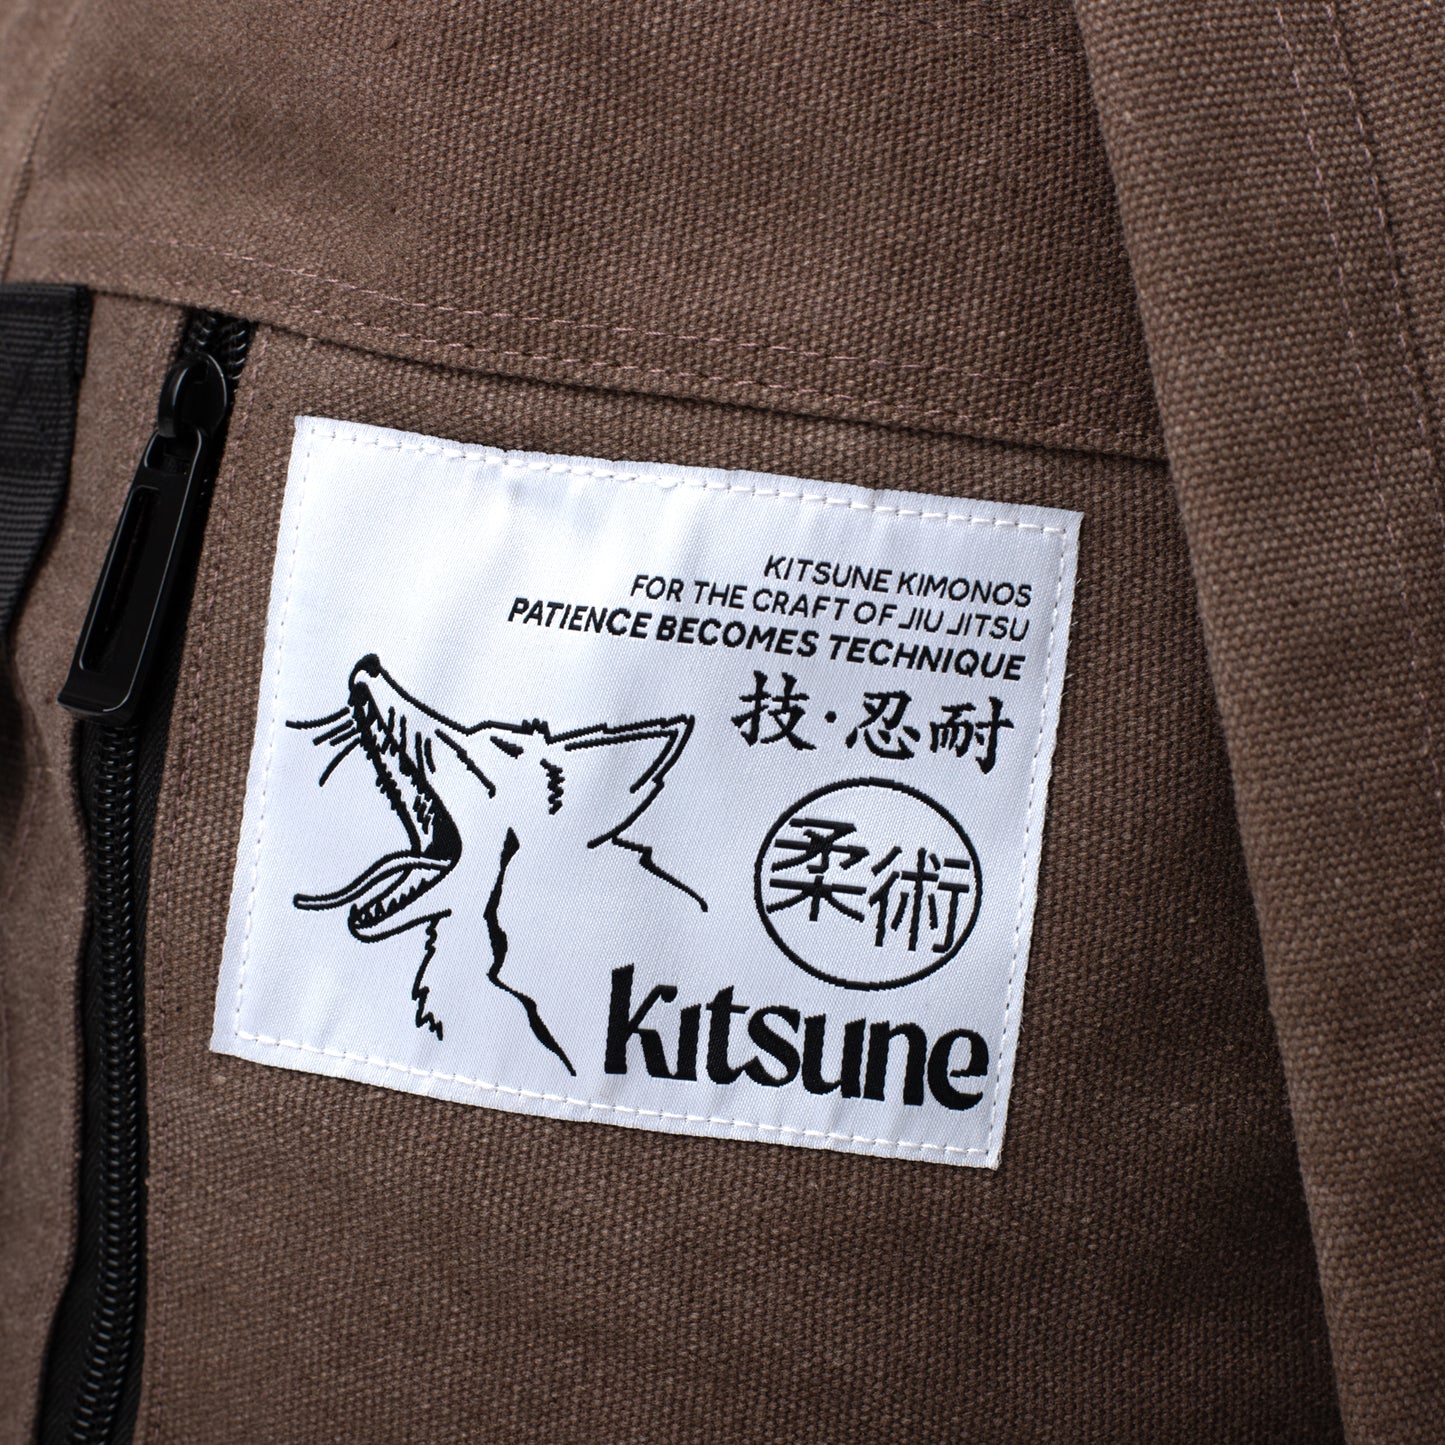 KITSUNE KIMONOS
FOR THE CRAFT OF JIU JITSU
PATIENCE BECOMES TECHNIQUE
技・忍耐
柔術
Kitsune